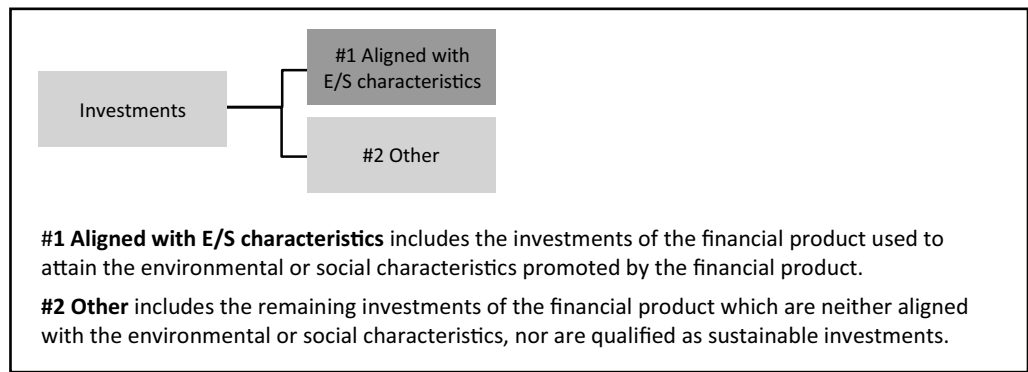 #1 Aligned with
E/S characteristics
Investments
#2 Other
#1 Aligned with E/S characteristics includes the investments of the financial product used to
attain the environmental or social characteristics promoted by the financial product.
#2 Other includes the remaining investments of the financial product which are neither aligned
with the environmental or social characteristics, nor are qualified as sustainable investments.